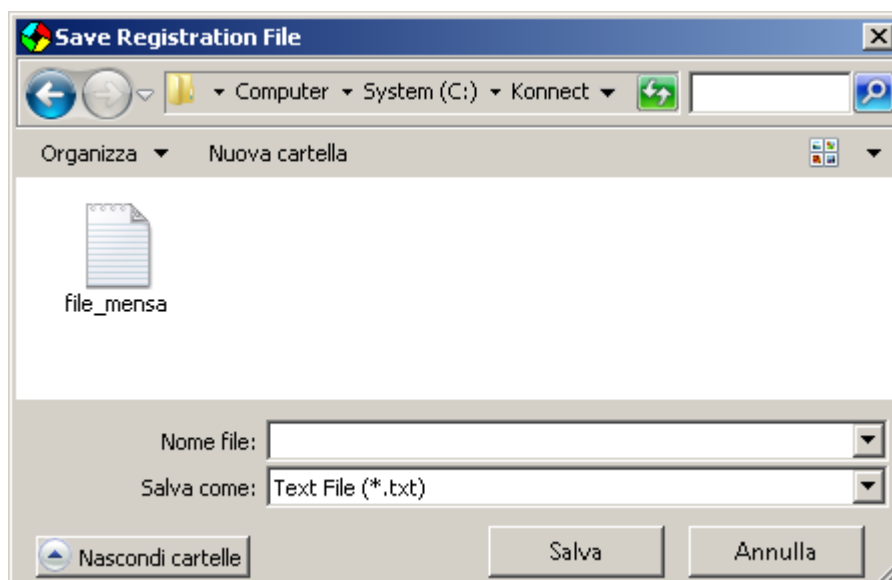 Save Registration File
Computer System (C:) Konnect
Organizza Nuova cartella
file_mensa
Nome file:
Salva come: Text File (*.txt)
Nascondi cartelle Salva Annulla